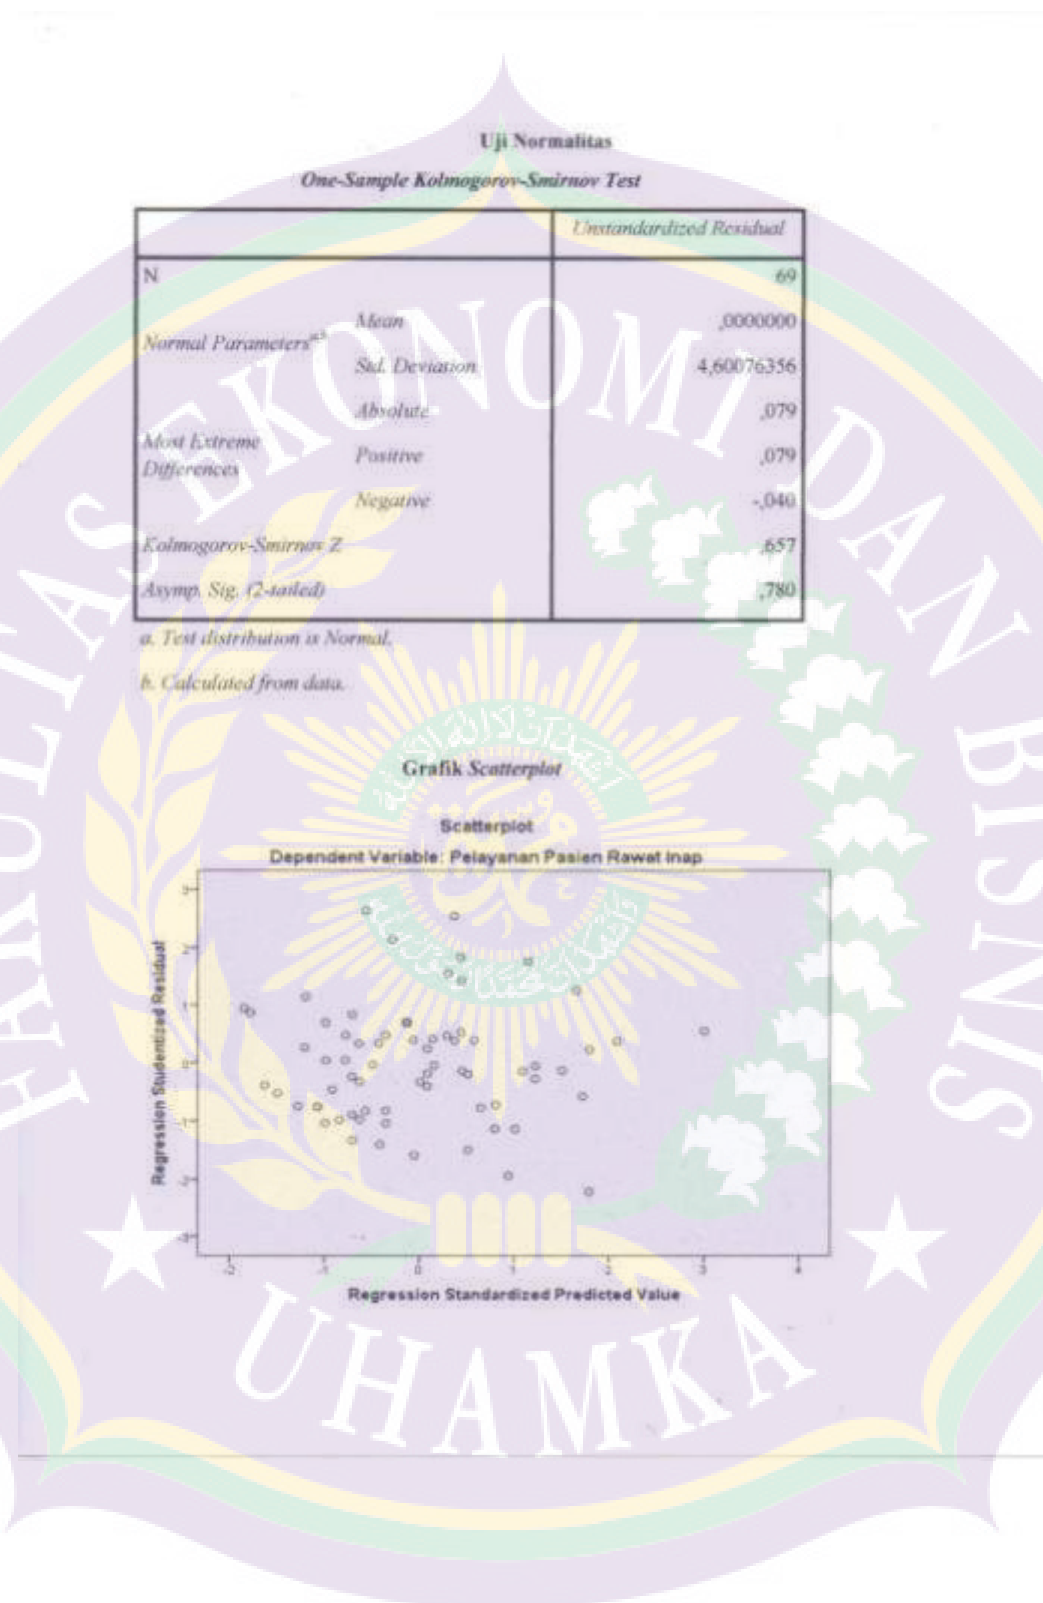 Uji Normalitas
One-Sample Kolmogorov-Smirnov Test
Unstandardized Residual
N 69
Normal Parameters a,b Mean ,0000000
Std. Deviation 4,60076356
Most Extreme Differences Absolute ,079
Positive ,079
Negative -,040
Kolmogorov-Smirnov Z ,657
Asymp. Sig. (2-tailed) ,780
a. Test distribution is Normal.
b. Calculated from data.
Grafik Scatterplot
Scatterplot
Dependent Variable: Pelayanan Pasien Rawat Inap
Regression Studentized Residual
3
2
1
0
-1
-2
-3
-2 -1 0 1 2 3 4
Regression Standardized Predicted Value
FAKULTAS EKONOMI DAN BISNIS
UHAMKA